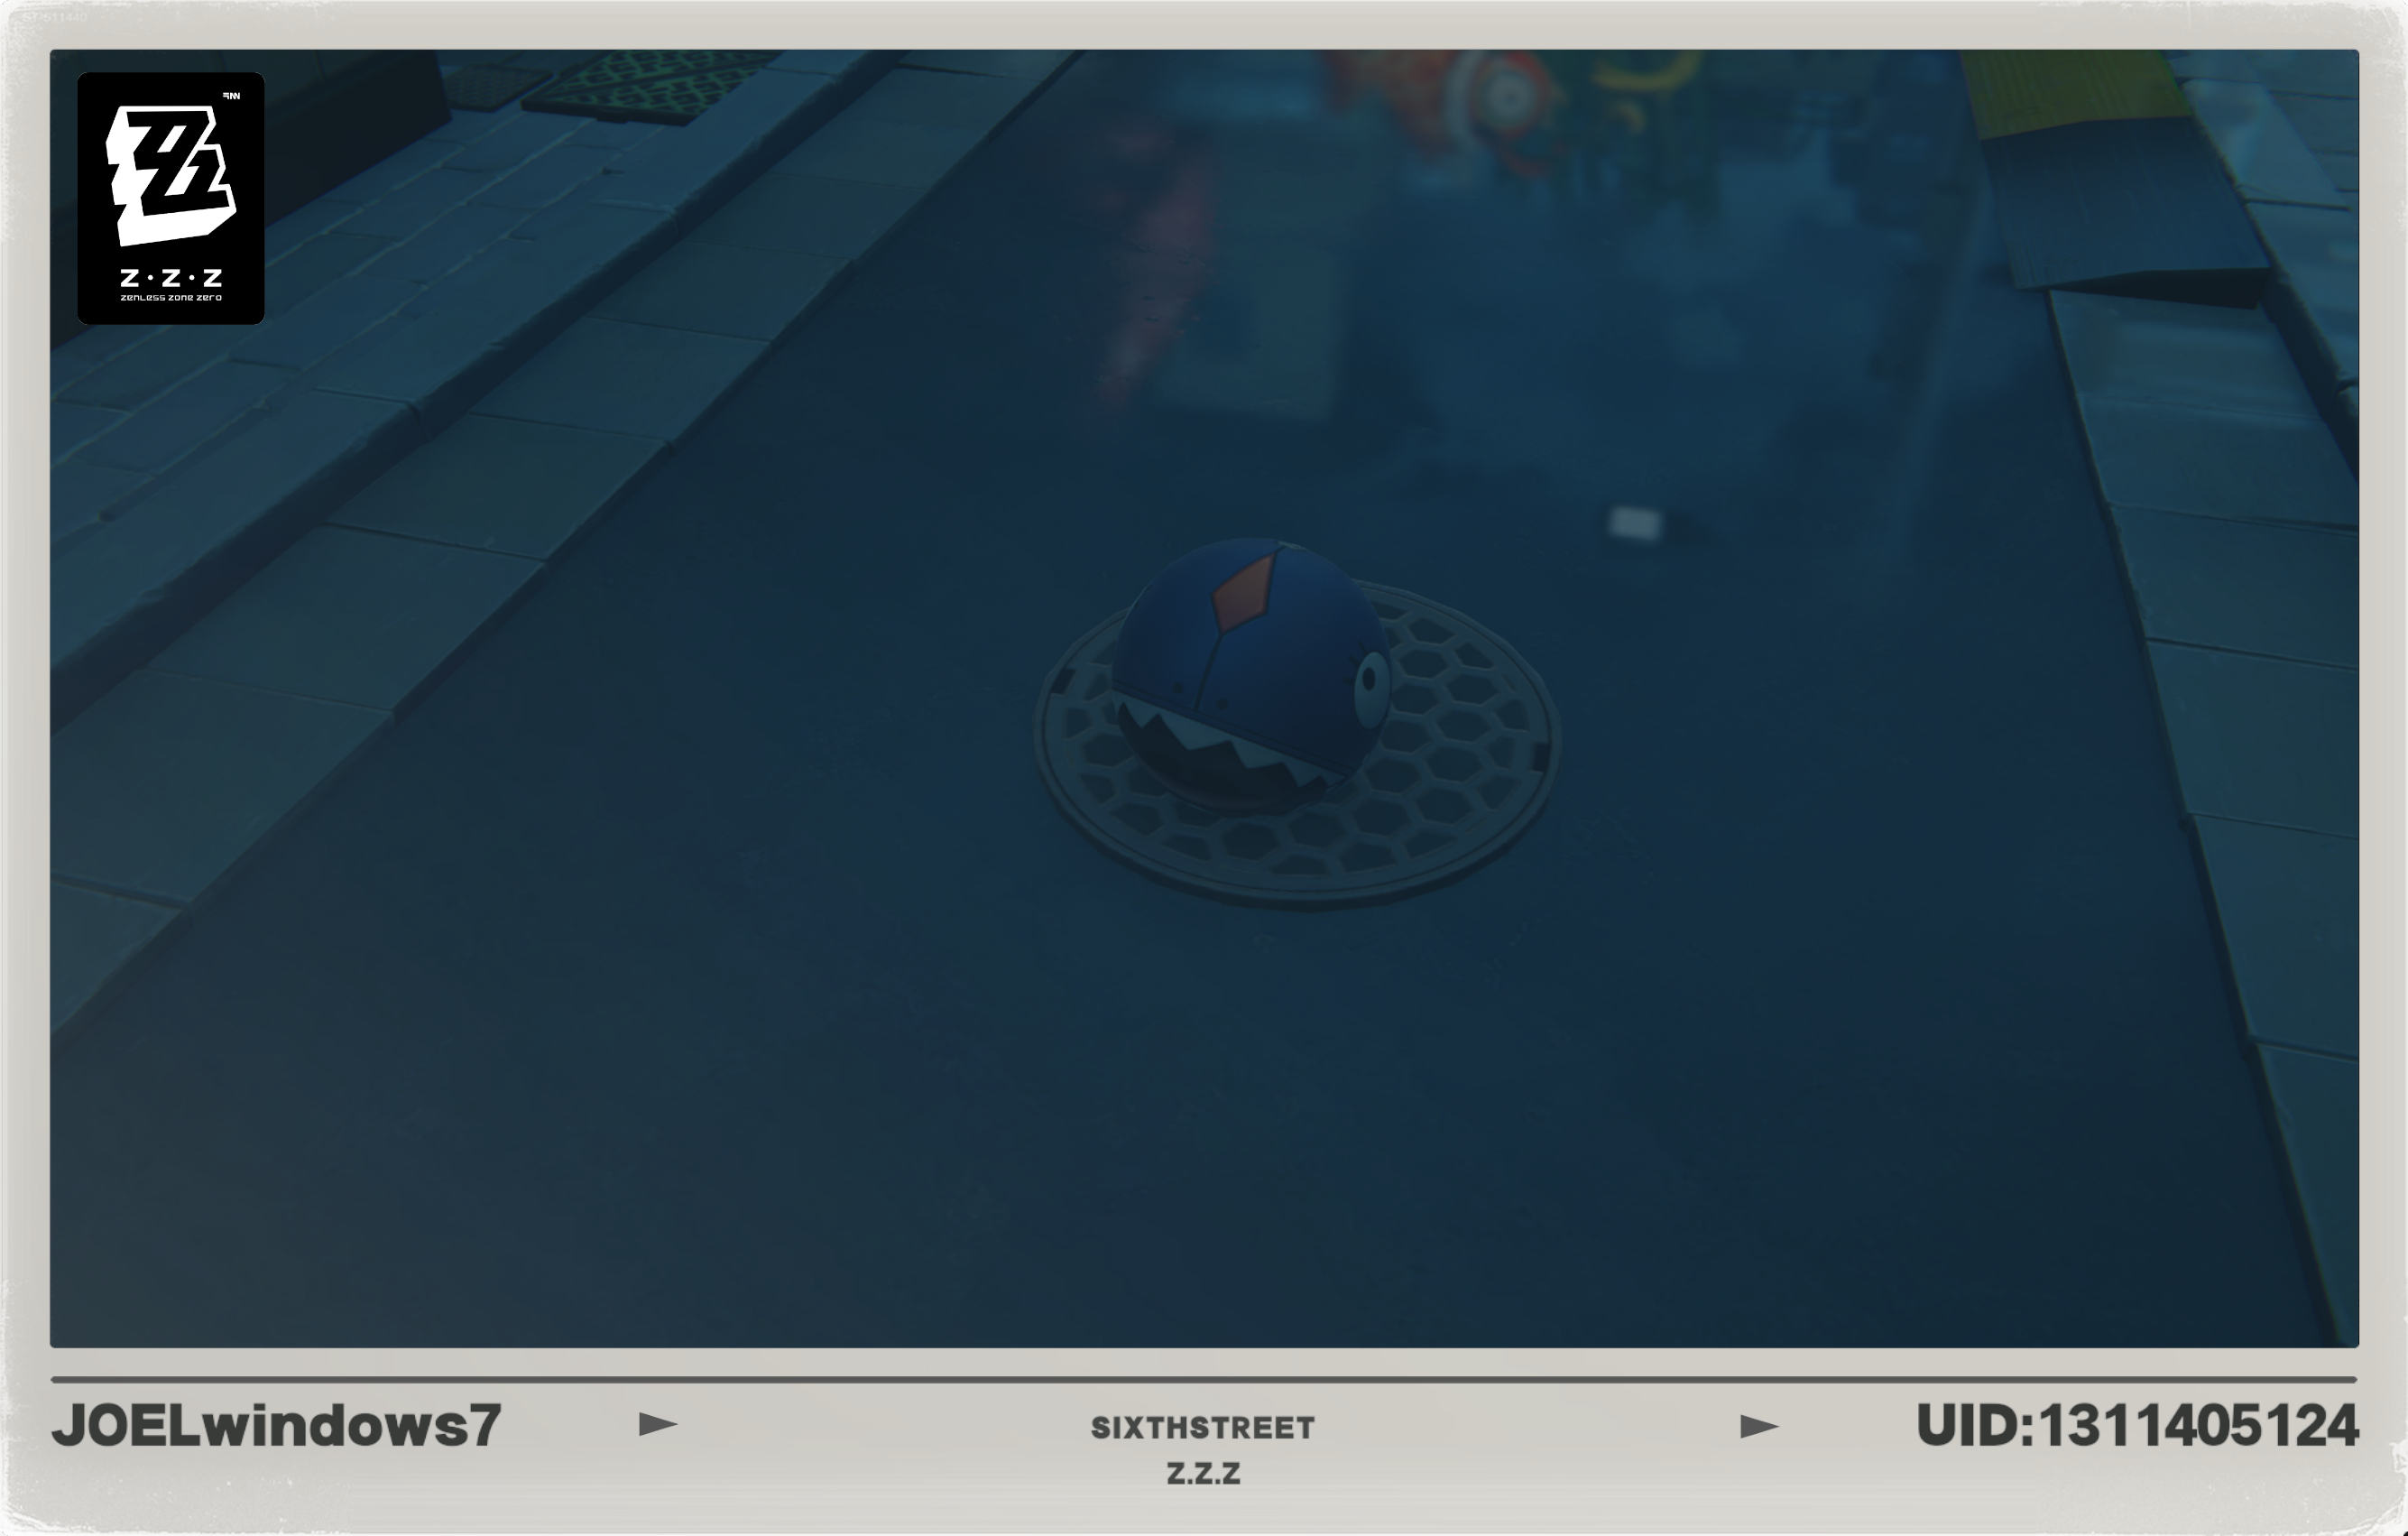 Z·Z·Z
zenless zone zero
JOELwindows7
SIXTHSTREET
UID:1311405124
Z.Z.Z